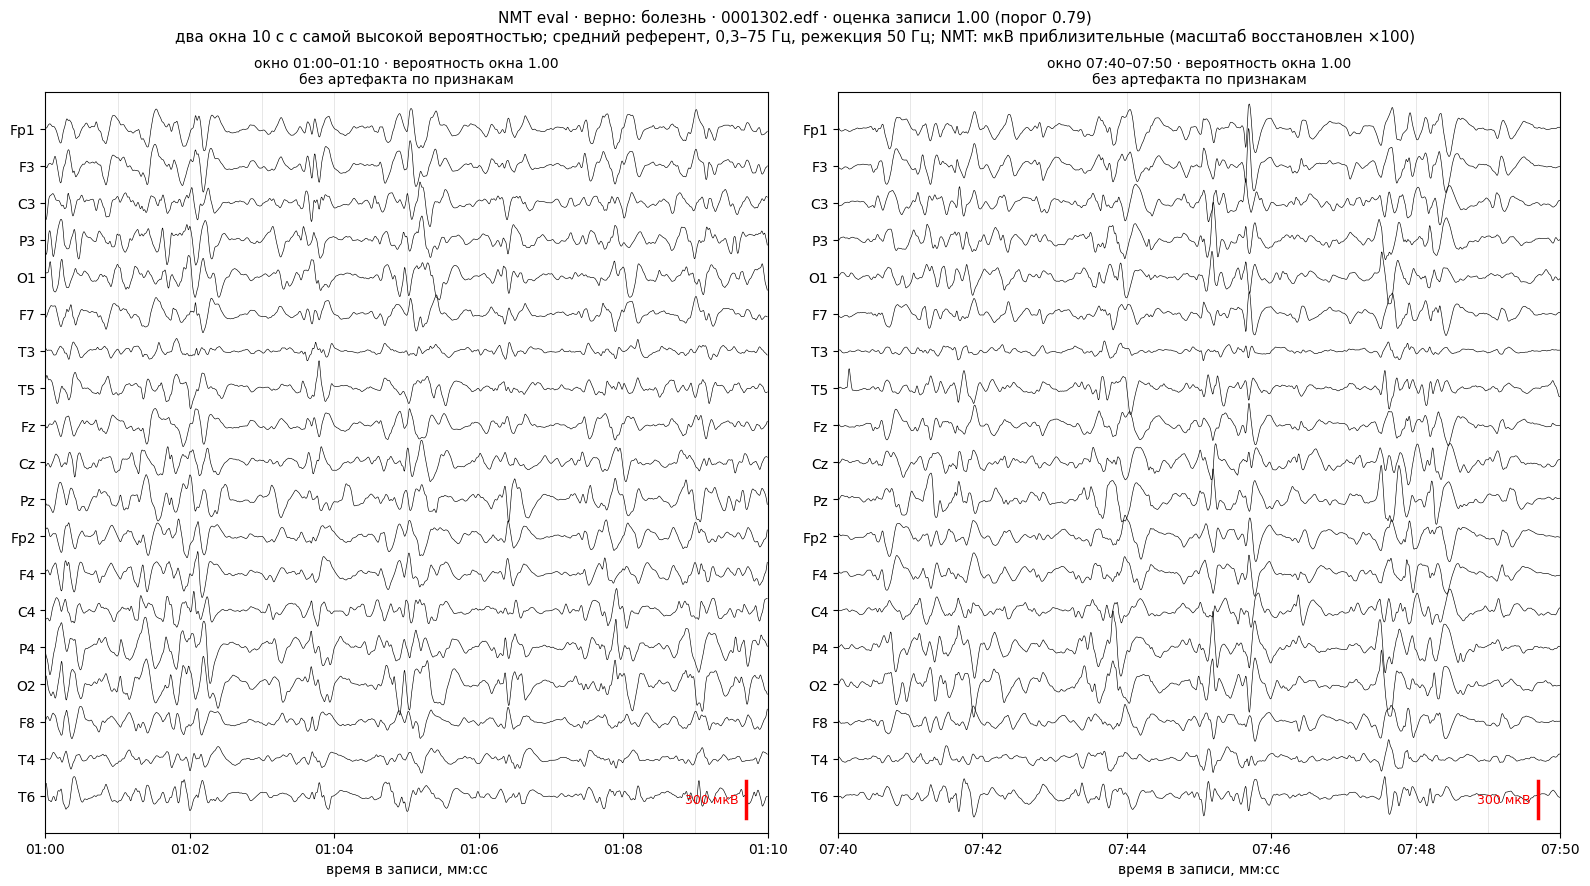 NMT eval · верно: болезнь · 0001302.edf · оценка записи 1.00 (порог 0.79)
два окна 10 с с самой высокой вероятностью; средний референт, 0,3–75 Гц, режекция 50 Гц; NMT: мкВ приблизительные (масштаб восстановлен ×100)
окно 01:00–01:10 · вероятность окна 1.00
без артефакта по признакам
Fp1
F3
C3
P3
O1
F7
T3
T5
Fz
Cz
Pz
Fp2
F4
C4
P4
O2
F8
T4
T6
300 мкВ
01:00 01:02 01:04 01:06 01:08 01:10
время в записи, мм:сс
окно 07:40–07:50 · вероятность окна 1.00
без артефакта по признакам
Fp1
F3
C3
P3
O1
F7
T3
T5
Fz
Cz
Pz
Fp2
F4
C4
P4
O2
F8
T4
T6
300 мкВ
07:40 07:42 07:44 07:46 07:48 07:50
время в записи, мм:сс